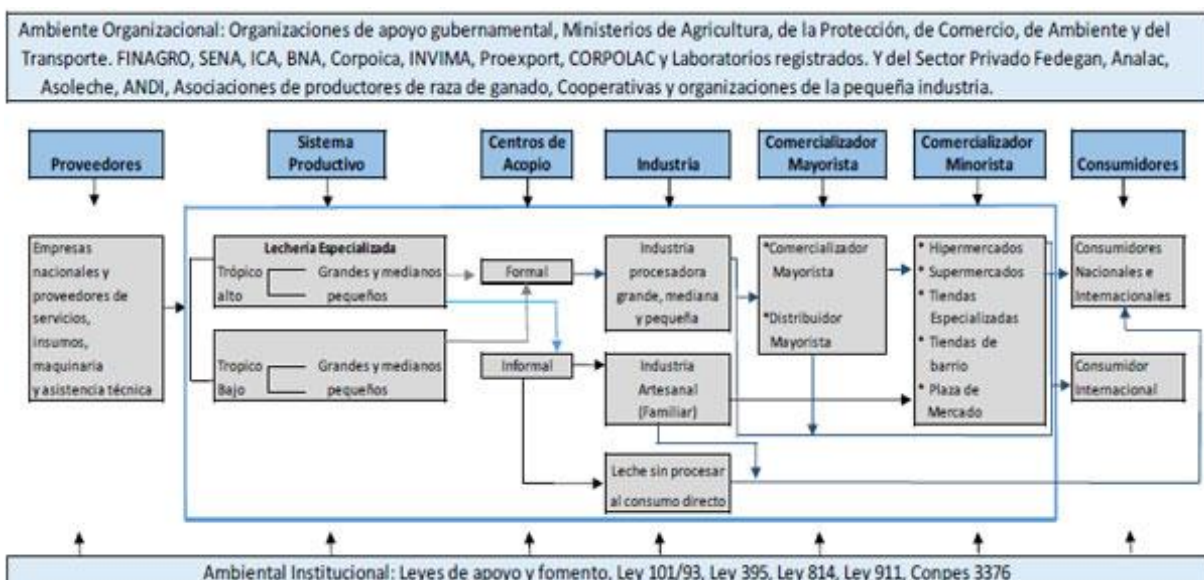 Ambiente Organizacional: Organizaciones de apoyo gubernamental, Ministerios de Agricultura, de la Protección, de Comercio, de Ambiente y del
Transporte. FINAGRO, SENA, ICA, BNA, Corpoica, INVIMA, Proexport, CORPOLAC y Laboratorios registrados. Y del Sector Privado Fedegan, Analac,
Asoleche, ANDI, Asociaciones de productores de raza de ganado, Cooperativas y organizaciones de la pequeña industria.
Proveedores
Sistema
Productivo
Centros de
Acopio
Industria
Comercializador
Mayorista
Comercializador
Minorista
Consumidores
Empresas
nacionales y
proveedores de
servicios,
insumos,
maquinaria
y asistencia técnica
Lechería Especializada
Trópico
alto
Grandes y medianos
pequeños
Tropico
Bajo
Grandes y medianos
pequeños
Formal
Informal
Industria
procesadora
grande, mediana
y pequeña
Industria
Artesanal
(Familiar)
Leche sin procesar
al consumo directo
*Comercializador
Mayorista
*Distribuidor
Mayorista
* Hipermercados
* Supermercados
* Tiendas
Especializadas
* Tiendas de
barrio
* Plaza de
Mercado
Consumidores
Nacionales e
Internacionales
Consumidor
Internacional
Ambiental Institucional: Leyes de apoyo y fomento, Ley 101/93, Ley 395, Ley 814, Ley 911, Conpes 3376